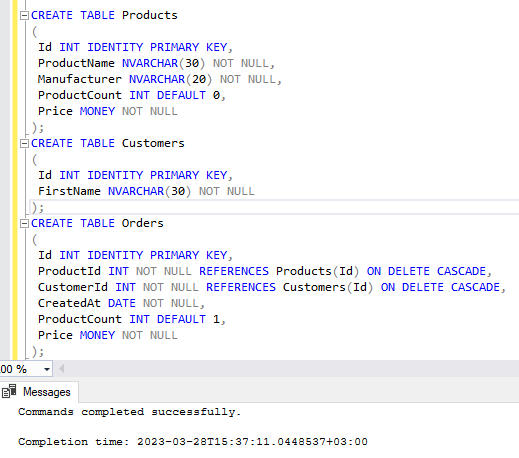 CREATE TABLE Products
(
Id INT IDENTITY PRIMARY KEY,
ProductName NVARCHAR(30) NOT NULL,
Manufacturer NVARCHAR(20) NOT NULL,
ProductCount INT DEFAULT 0,
Price MONEY NOT NULL
);
CREATE TABLE Customers
(
Id INT IDENTITY PRIMARY KEY,
FirstName NVARCHAR(30) NOT NULL
);
CREATE TABLE Orders
(
Id INT IDENTITY PRIMARY KEY,
ProductId INT NOT NULL REFERENCES Products(Id) ON DELETE CASCADE,
CustomerId INT NOT NULL REFERENCES Customers(Id) ON DELETE CASCADE,
CreatedAt DATE NOT NULL,
ProductCount INT DEFAULT 1,
Price MONEY NOT NULL
);
00 %
Messages
Commands completed successfully.
Completion time: 2023-03-28T15:37:11.0448537+03:00